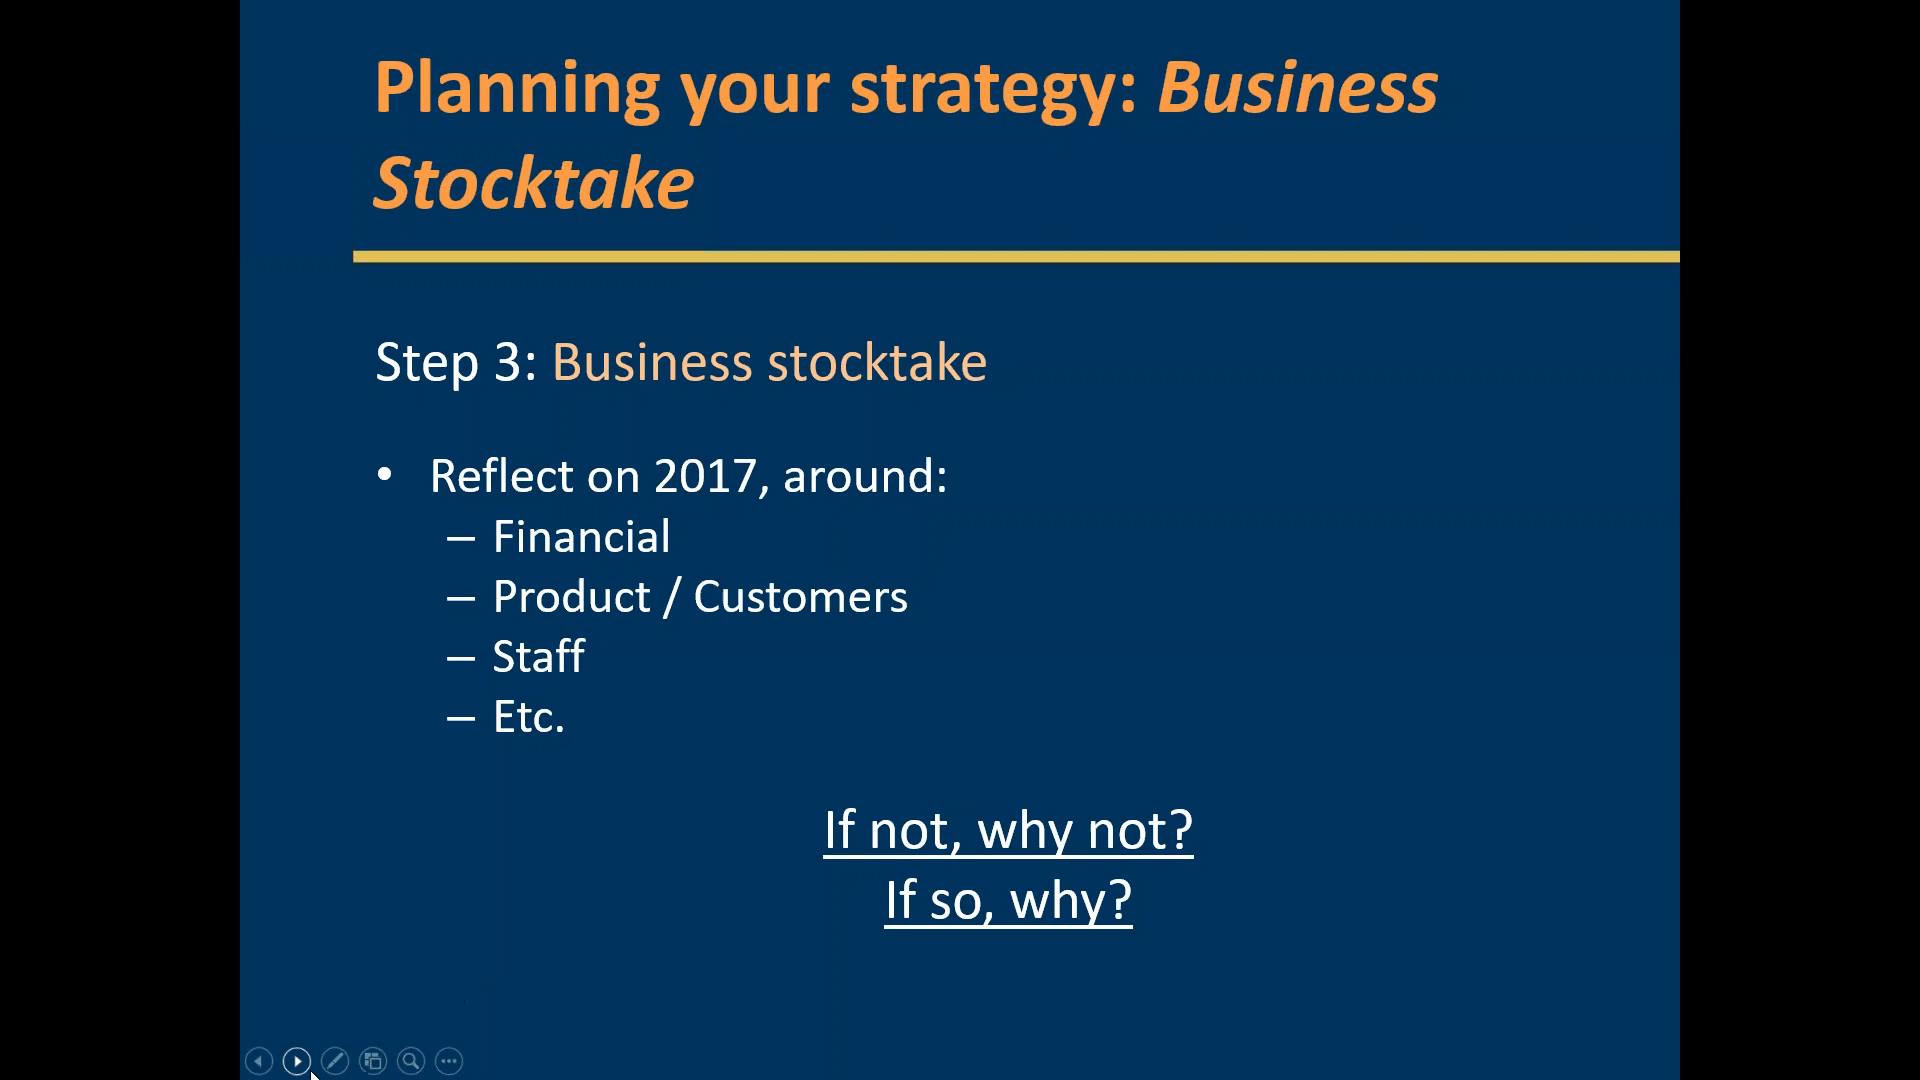 Planning your strategy: Business
Stocktake
Step 3: Business stocktake
• Reflect on 2017, around:
– Financial
– Product / Customers
– Staff
– Etc.
If not, why not?
If so, why?